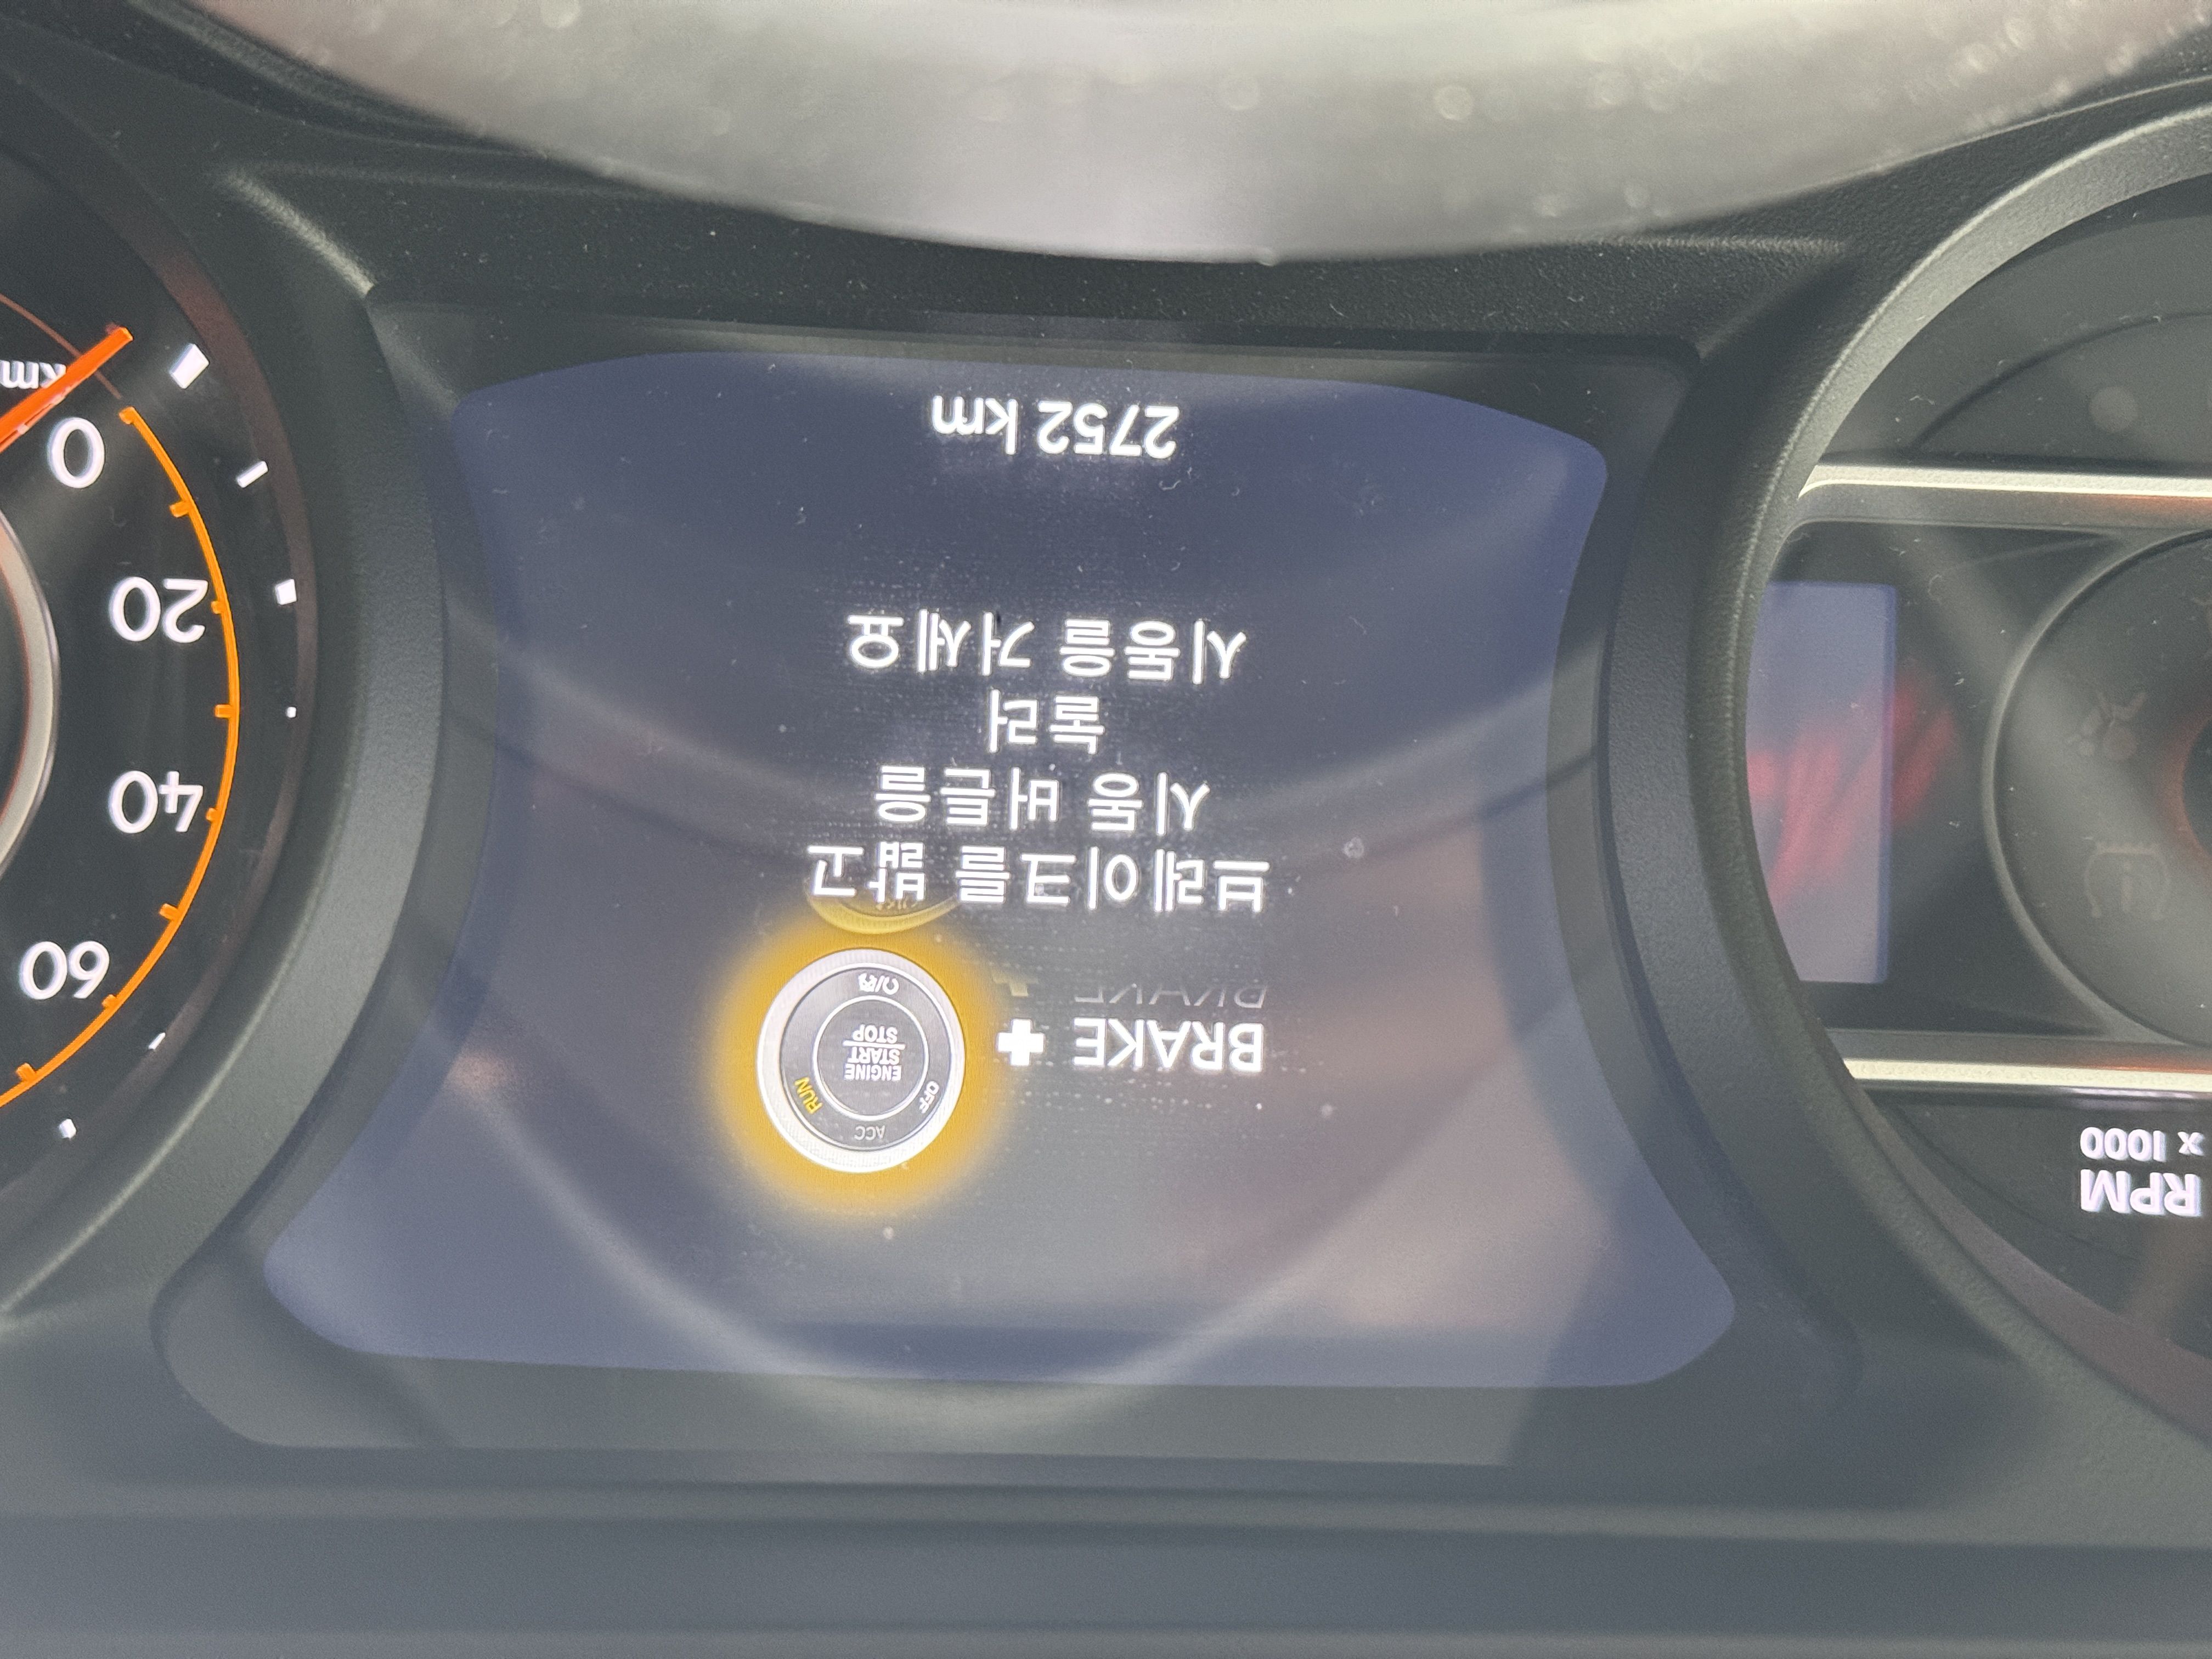 RPM
x 1000
BRAKE +
OFF
ACC
RUN
ENGINE
START
STOP
브레이크를 밟고
시동 버튼을
눌러
시동을 거세요
2752 km
60
40
20
0
km